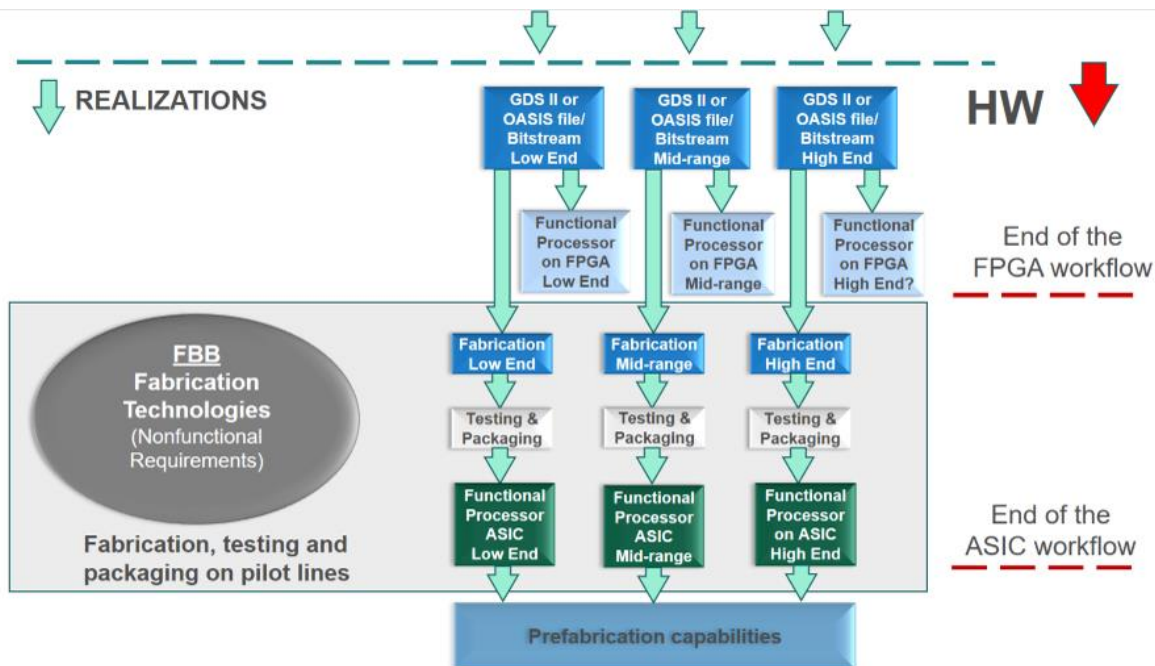 REALIZATIONS
GDS II or
OASIS file/
Bitstream
Low End
GDS II or
OASIS file/
Bitstream
Mid-range
GDS II or
OASIS file/
Bitstream
High End
HW
Functional
Processor
on FPGA
Low End
Functional
Processor
on FPGA
Mid-range
Functional
Processor
on FPGA
High End?
End of the
FPGA workflow
FBB
Fabrication
Technologies
(Nonfunctional
Requirements)
Fabrication
Low End
Fabrication
Mid-range
Fabrication
High End
Testing &
Packaging
Testing &
Packaging
Testing &
Packaging
Functional
Processor
ASIC
Low End
Functional
Processor
ASIC
Mid-range
Functional
Processor
on ASIC
High End
End of the
ASIC workflow
Fabrication, testing and
packaging on pilot lines
Prefabrication capabilities